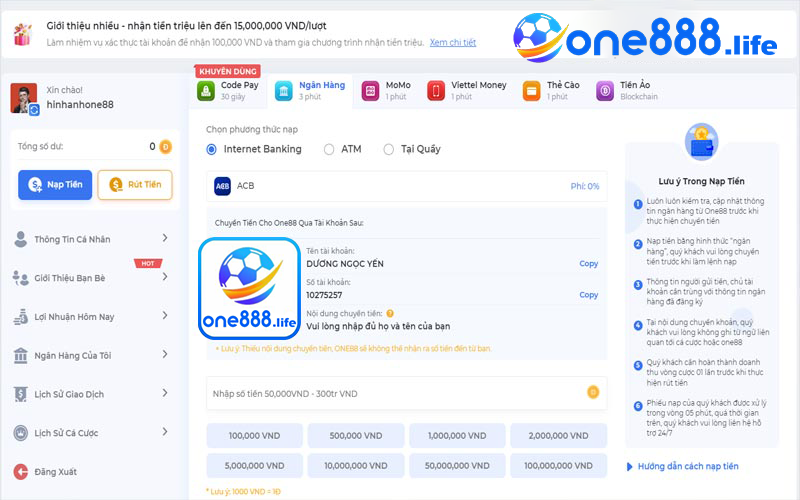 Giới thiệu nhiều - nhận tiền triệu lên đến 15,000,000 VND/lượt
Làm nhiệm vụ xác thực tài khoản để nhận 100,000 VND và tham gia chương trình nhận tiền triệu. Xem chi tiết
one888.life
Xin chào!
hinhanhone88
Tổng số dư: 0 Đ
Nạp Tiền
Rút Tiền
Thông Tin Cá Nhân
HOT
Giới Thiệu Bạn Bè
Lợi Nhuận Hôm Nay
Ngân Hàng Của Tôi
Lịch Sử Giao Dịch
Lịch Sử Cá Cược
Đăng Xuất
KHUYÊN DÙNG
Code Pay
30 giây
Ngân Hàng
3 phút
MoMo
1 phút
Viettel Money
1 phút
Thẻ Cào
1 phút
Tiền Ảo
Blockchain
Chọn phương thức nạp
Internet Banking
ATM
Tại Quầy
ACB ACB Phí: 0%
Chuyển Tiền Cho One88 Qua Tài Khoản Sau:
one888.life
Tên tài khoản:
DƯƠNG NGỌC YẾN Copy
Số tài khoản:
10275257 Copy
Nội dung chuyển tiền: ?
Vui lòng nhập đủ họ và tên của bạn
* Lưu ý: Thiếu nội dung chuyển tiền, ONE88 sẽ không thể nhận ra số tiền đến từ bạn.
Nhập số tiền 50,000VND - 300tr VND Đ
100,000 VND
500,000 VND
1,000,000 VND
2,000,000 VND
5,000,000 VND
10,000,000 VND
50,000,000 VND
100,000,000 VND
* Lưu ý: 1000 VND = 1Đ
Lưu ý Trong Nạp Tiền
1 Luôn luôn kiểm tra, cập nhật thông
tin ngân hàng từ One88 trước khi
thực hiện chuyển tiền
2 Nạp tiền bằng hình thức "ngân
hàng", quý khách vui lòng chuyển
tiền trước khi làm lệnh nạp
3 Thông tin người gửi tiền, chủ tài
khoản cần trùng với thông tin ngân
hàng đã đăng ký
4 Tại nội dung chuyển khoản, quý
khách vui lòng không ghi từ ngữ liên
quan tới cá cược hoặc one88
5 Quý khách cần hoàn thành doanh
thu vòng cược 01 lần trước khi thực
hiện rút tiền
6 Phiếu nạp của quý khách được xử lý
trong vòng 05 phút, quá thời gian
trên, quý khách vui lòng liên hệ hỗ
trợ 24/7
Hướng dẫn cách nạp tiền